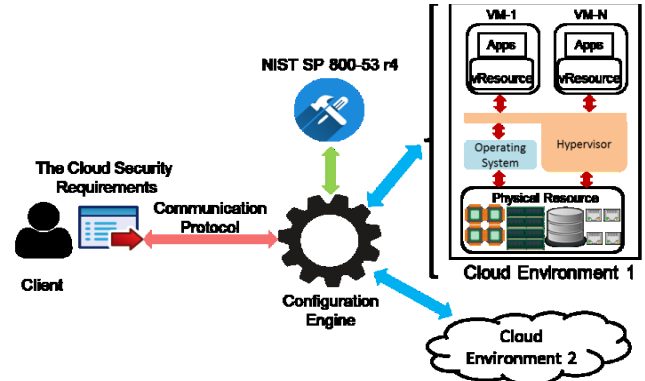 VM-1
VM-N
Apps
Apps
vResource
vResource
NIST SP 800-53 r4
Operating
System
Hypervisor
The Cloud Security
Requirements
Physical Resource
Communication
Protocol
Cloud Environment 1
Client
Configuration
Engine
Cloud
Environment 2